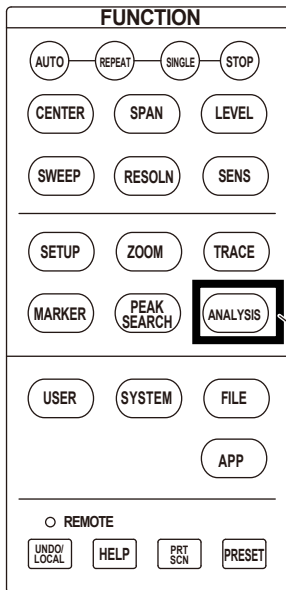 FUNCTION
AUTO REPEAT SINGLE STOP
CENTER SPAN LEVEL
SWEEP RESOLN SENS
SETUP ZOOM TRACE
MARKER PEAK SEARCH ANALYSIS
USER SYSTEM FILE
APP
REMOTE
UNDO/LOCAL HELP PRT SCN PRESET